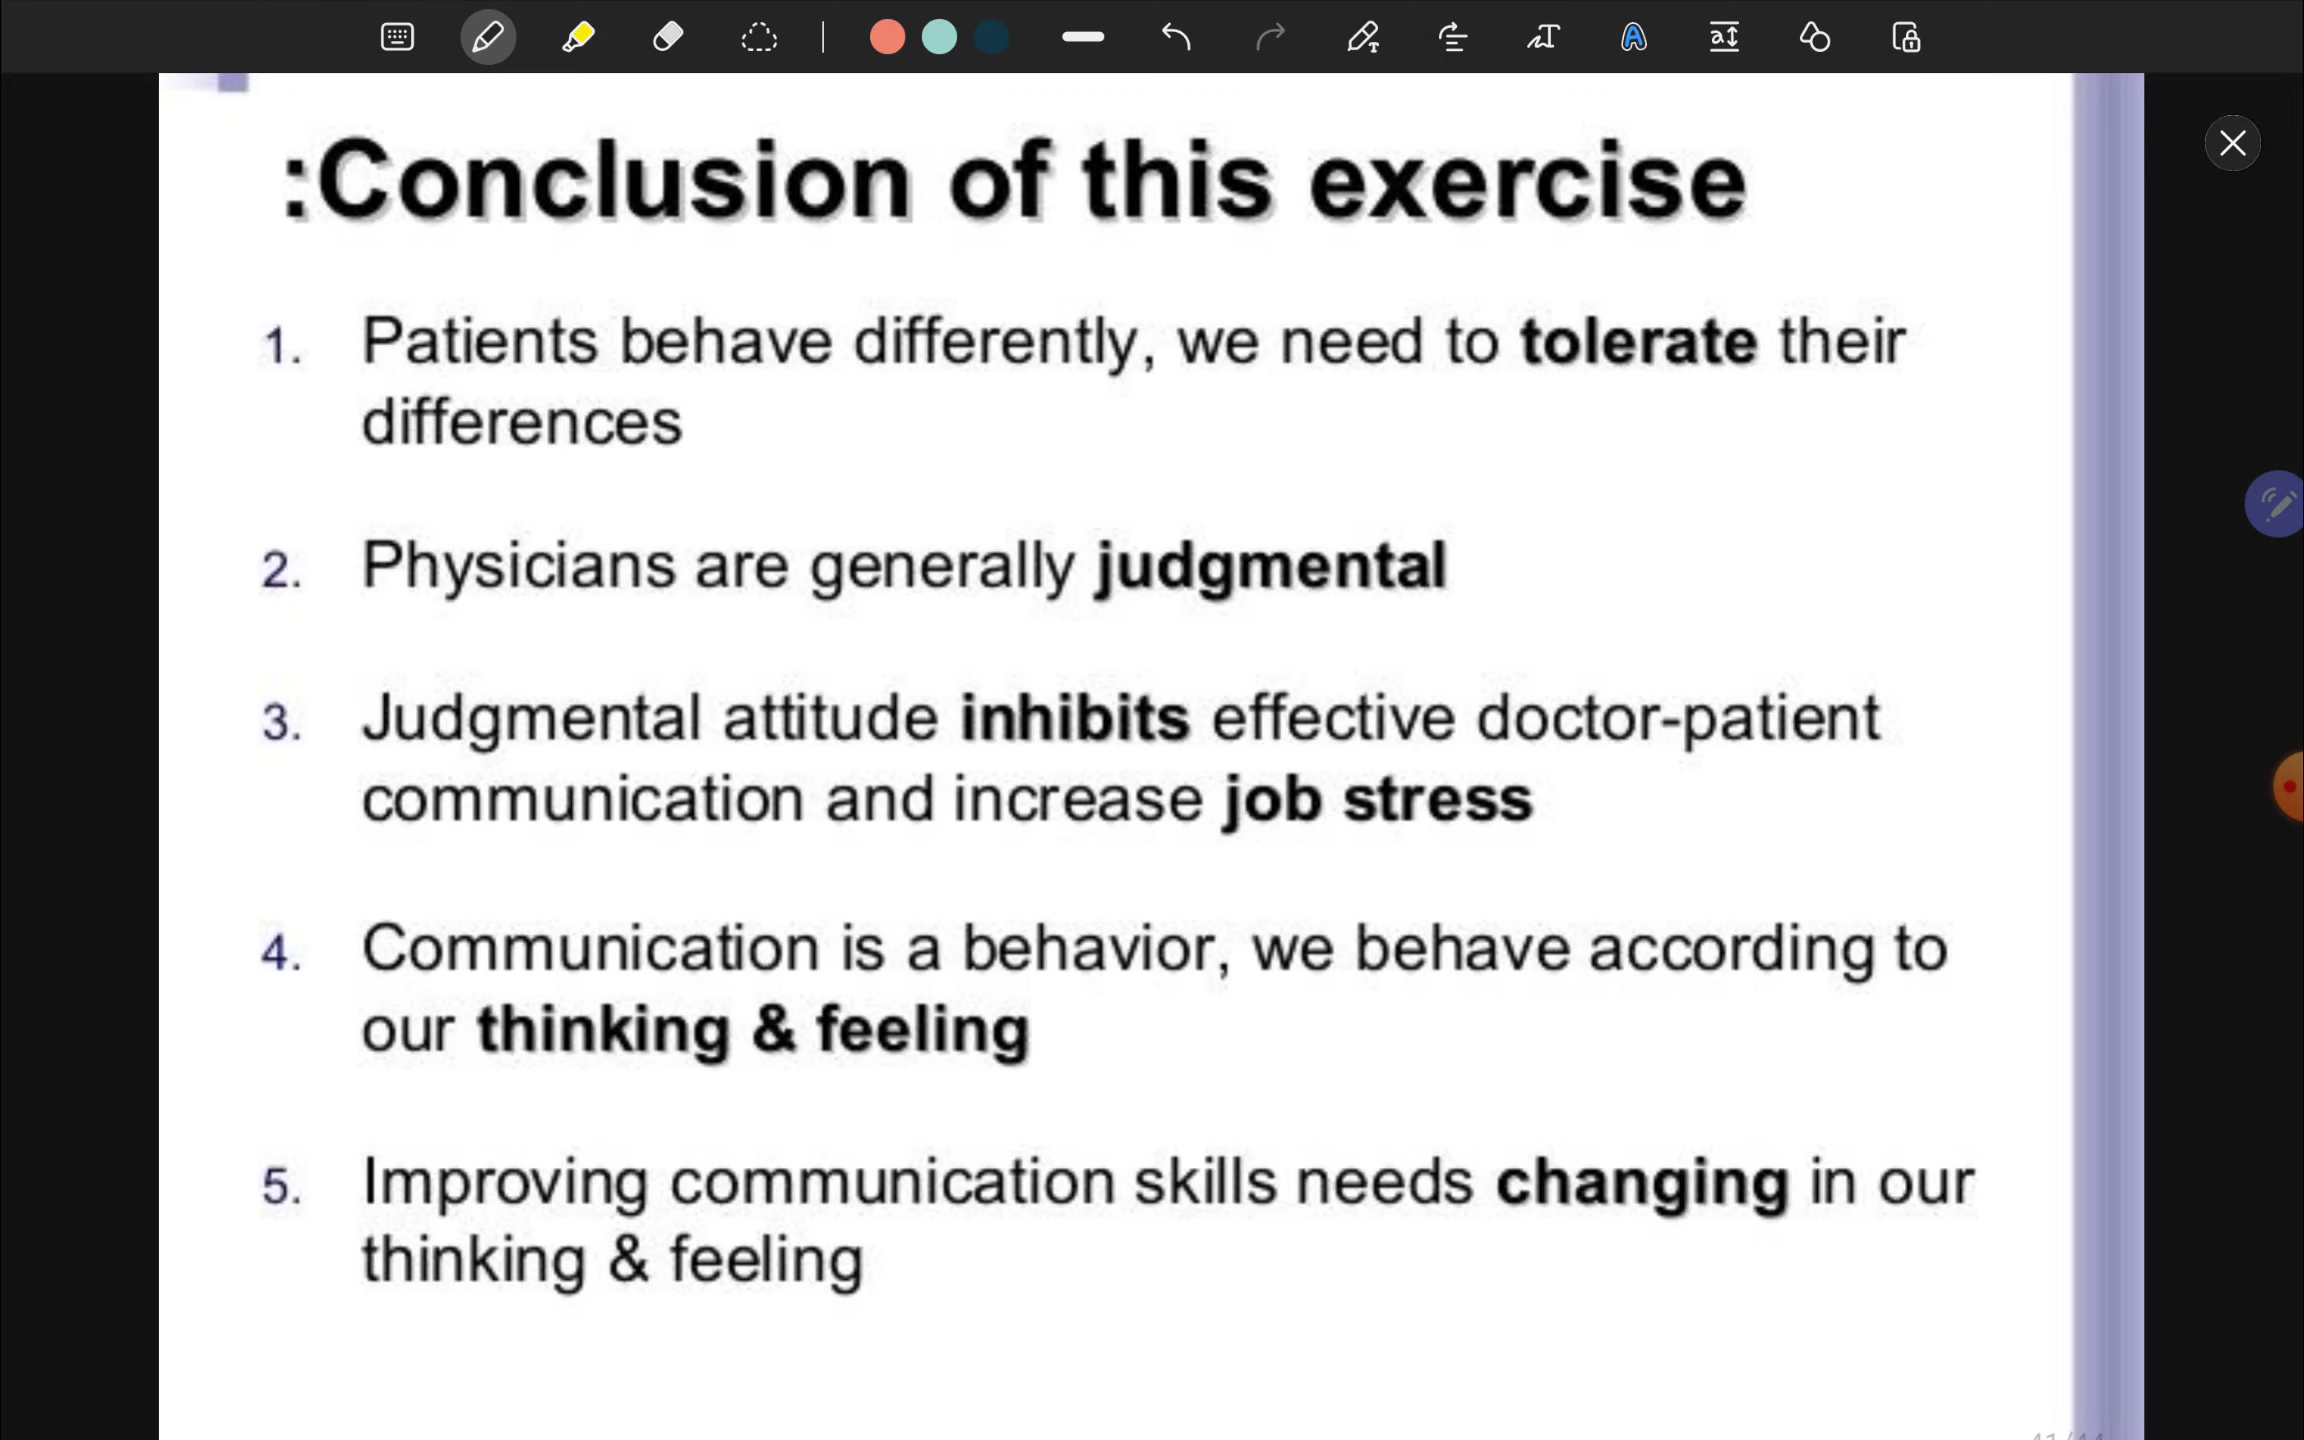 :Conclusion of this exercise
1. Patients behave differently, we need to tolerate their
differences
2. Physicians are generally judgmental
3. Judgmental attitude inhibits effective doctor-patient
communication and increase job stress
4. Communication is a behavior, we behave according to
our thinking & feeling
5. Improving communication skills needs changing in our
thinking & feeling